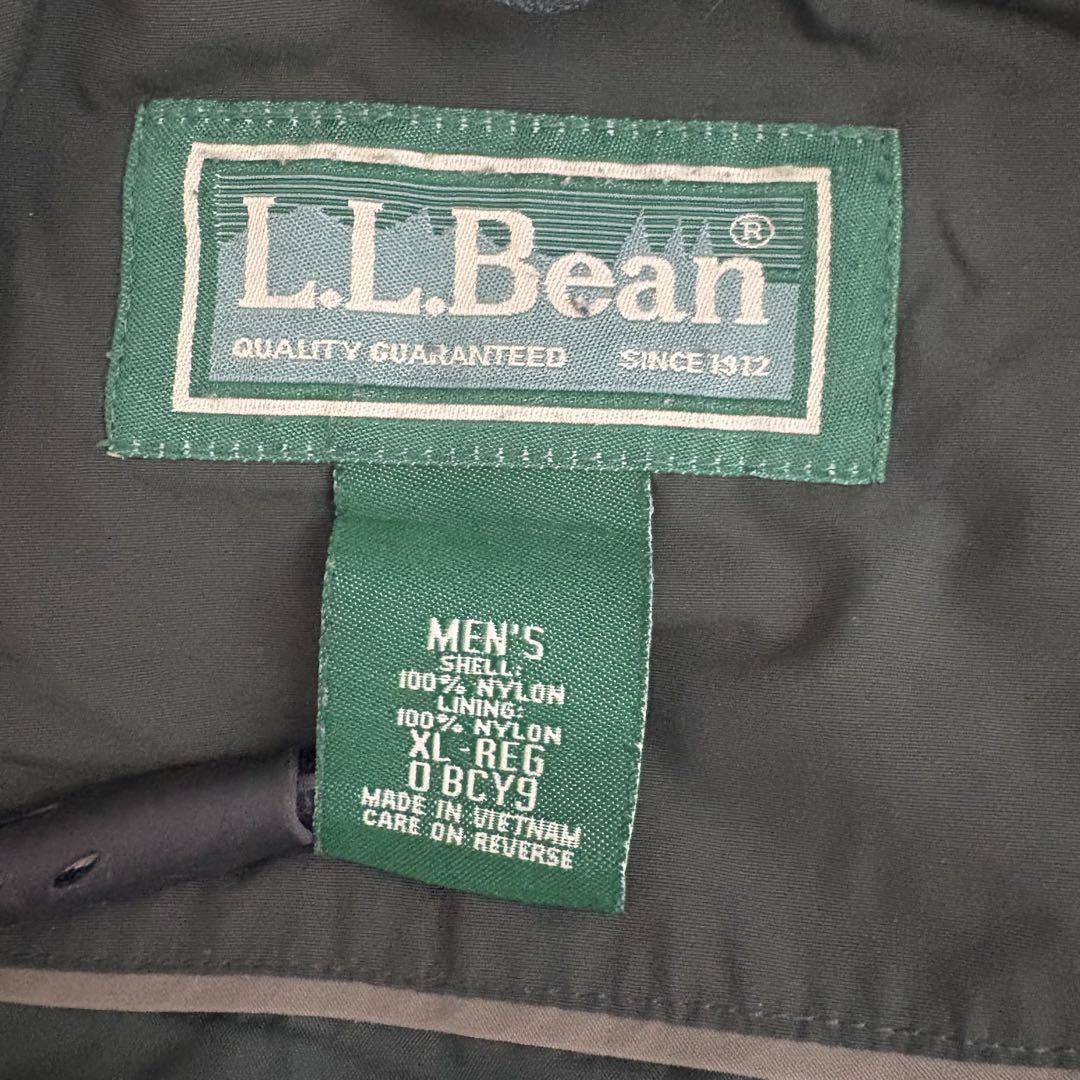 L.L.Bean®
QUALITY GUARANTEED SINCE 1912
MEN'S
SHELL:
100% NYLON
LINING:
100% NYLON
XL-REG
0 BCY9
MADE IN VIETNAM
CARE ON REVERSE